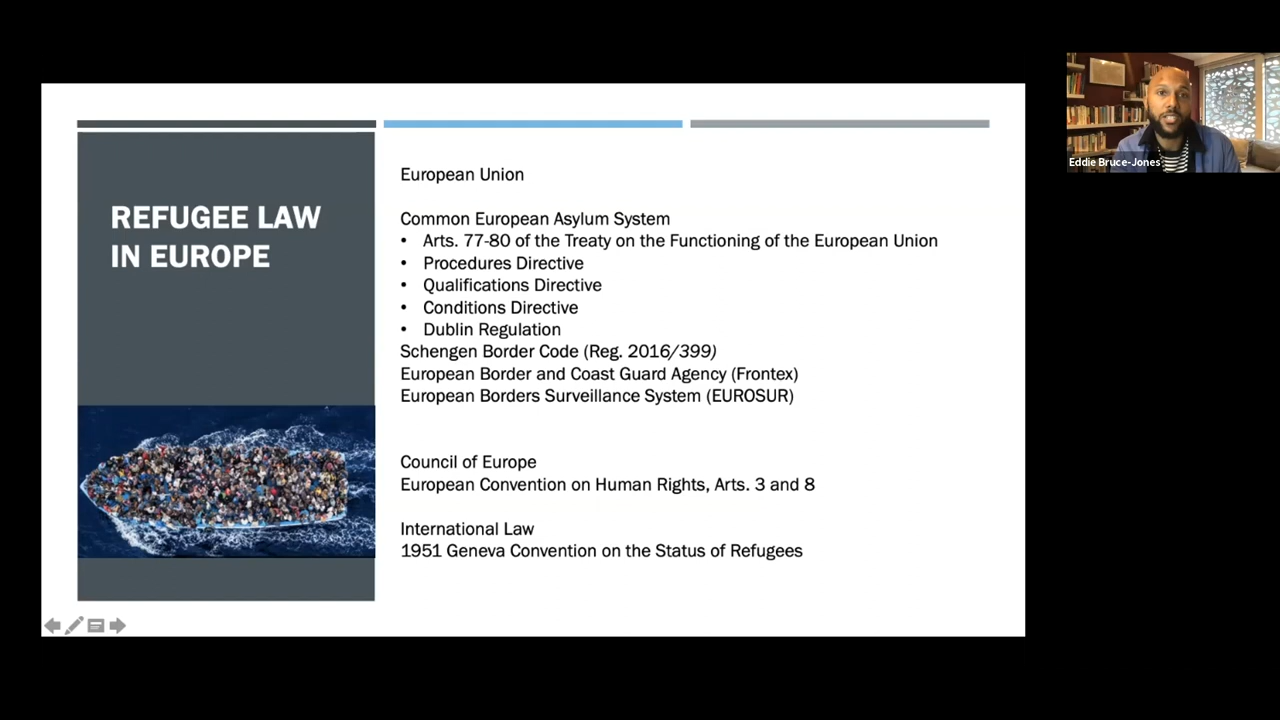 REFUGEE LAW
IN EUROPE
European Union
Common European Asylum System
• Arts. 77-80 of the Treaty on the Functioning of the European Union
• Procedures Directive
• Qualifications Directive
• Conditions Directive
• Dublin Regulation
Schengen Border Code (Reg. 2016/399)
European Border and Coast Guard Agency (Frontex)
European Borders Surveillance System (EUROSUR)
Council of Europe
European Convention on Human Rights, Arts. 3 and 8
International Law
1951 Geneva Convention on the Status of Refugees
Eddie Bruce-Jones